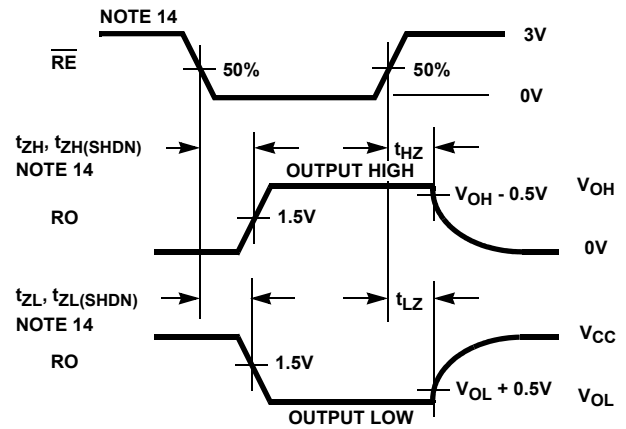 NOTE 14
3V
RE
50%
50%
0V
tZH, tZH(SHDN)
tHZ
NOTE 14
OUTPUT HIGH
VOH - 0.5V
VOH
RO
1.5V
0V
tZL, tZL(SHDN)
tLZ
NOTE 14
VCC
RO
1.5V
VOL + 0.5V
VOL
OUTPUT LOW